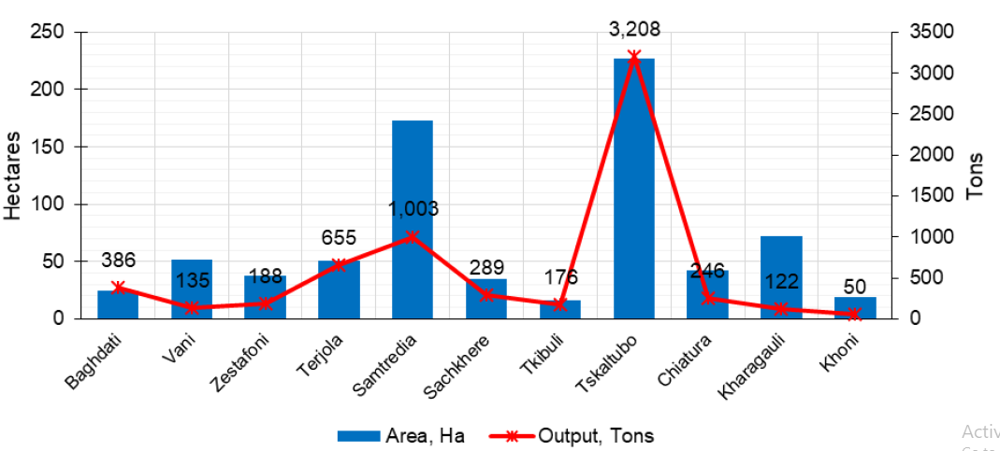 3,208
250
200
150
100
50
0
Hectares
3500
3000
2500
2000
1500
1000
500
0
Tons
386
135
188
655
1,003
289
176
246
122
50
Baghdati
Vani
Zestafoni
Terjola
Samtredia
Sachkhere
Tkibuli
Tskaltubo
Chiatura
Kharagauli
Khoni
Area, Ha
Output, Tons
Activ